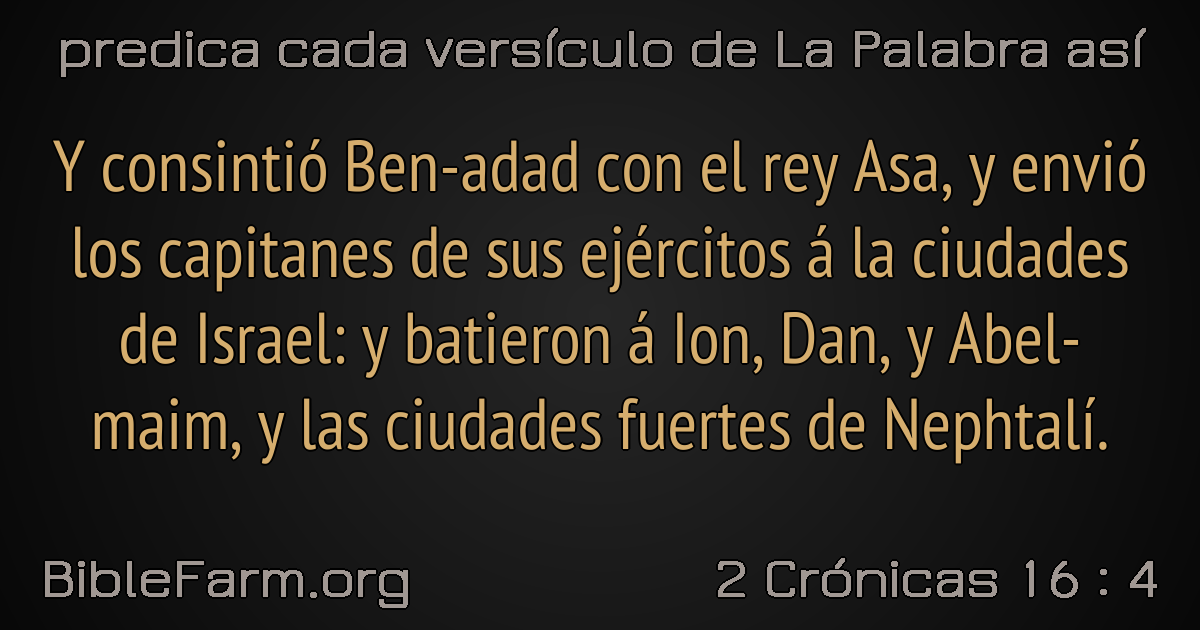 predica cada versículo de La Palabra así
Y consintió Ben-adad con el rey Asa, y envió
los capitanes de sus ejércitos á la ciudades
de Israel: y batieron á Ion, Dan, y Abel-
maim, y las ciudades fuertes de Nephtalí.
BibleFarm.org
2 Crónicas 16 : 4